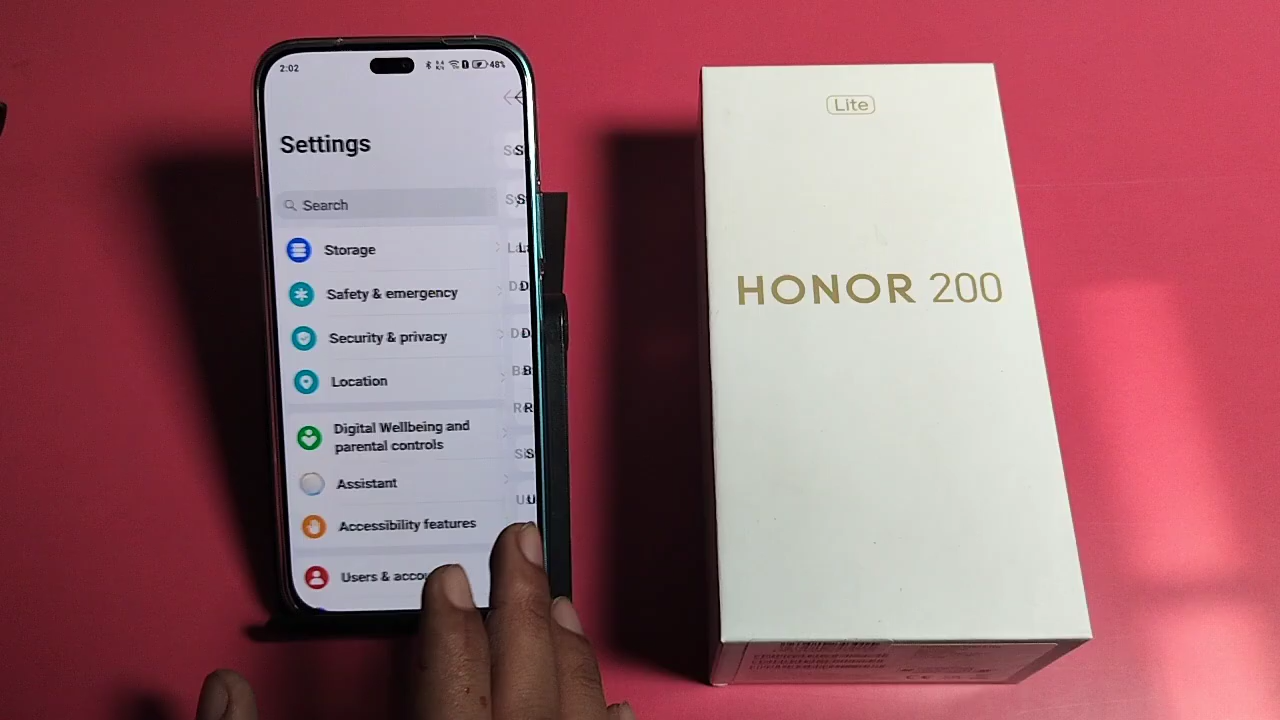 2:02
48%
Settings
Search
Storage
Safety & emergency
Security & privacy
Location
Digital Wellbeing and
parental controls
Assistant
Accessibility features
Users & accou
Lite
HONOR 200